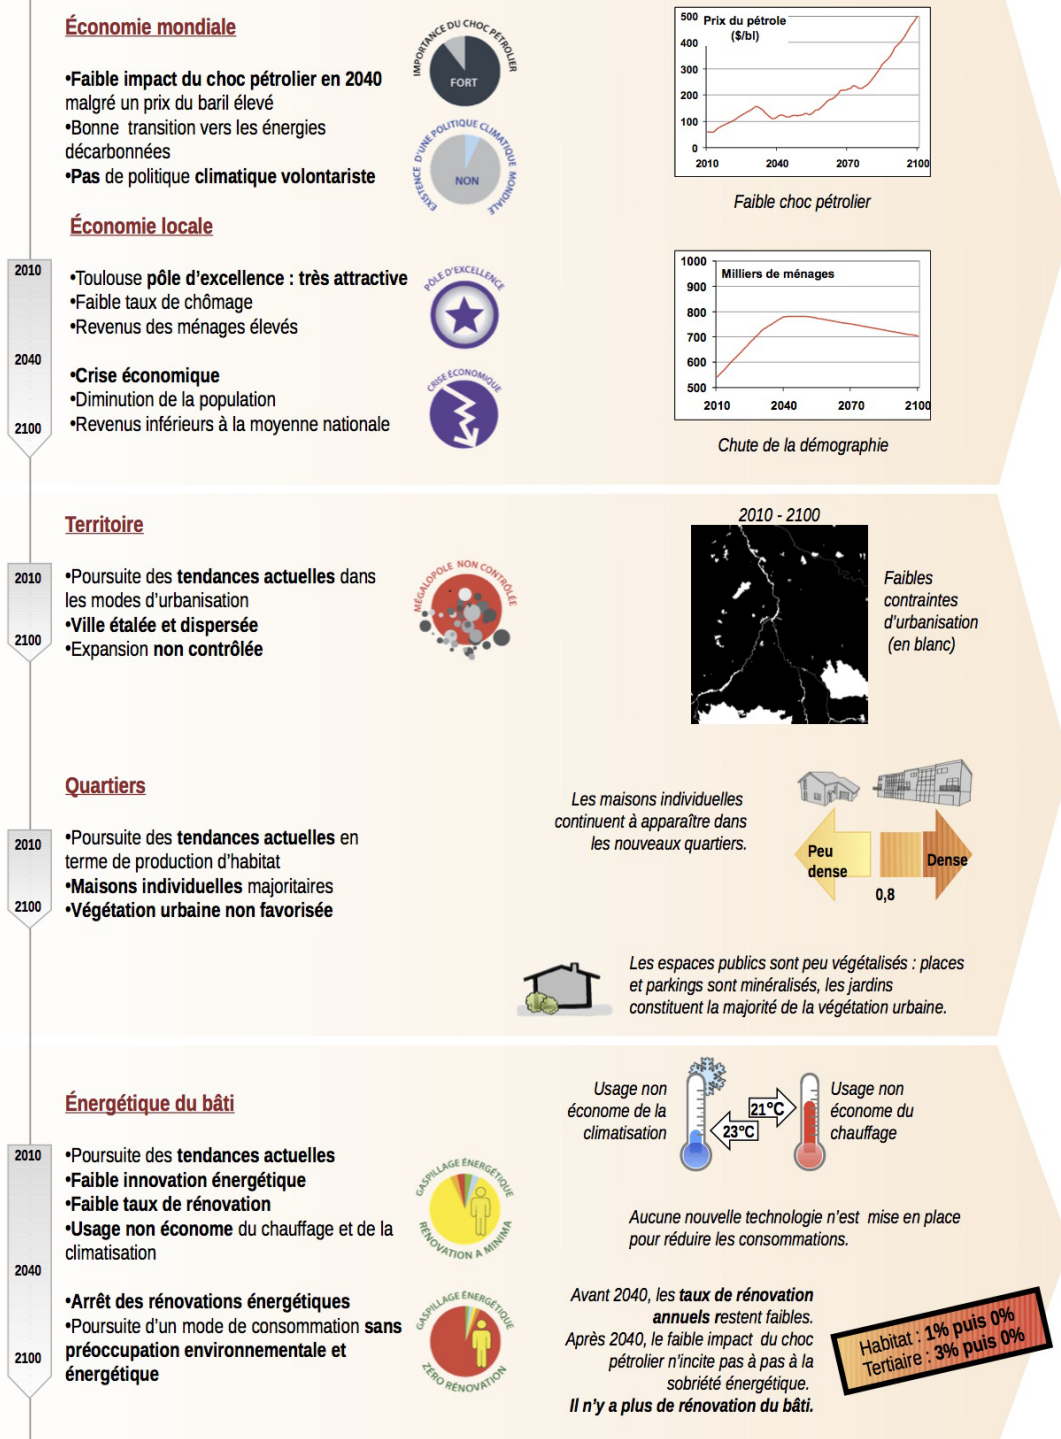 Économie mondiale
IMPORTANCE DU CHOC PÉTROLIER
FORT
•Faible impact du choc pétrolier en 2040
malgré un prix du baril élevé
•Bonne transition vers les énergies
décarbonnées
•Pas de politique climatique volontariste
EXISTENCE D'UNE POLITIQUE CLIMATIQUE MONDIALE
NON
Prix du pétrole
($/bl)
500
400
300
200
100
0
2010 2040 2070 2100
Faible choc pétrolier
Économie locale
2010
•Toulouse pôle d'excellence : très attractive
•Faible taux de chômage
•Revenus des ménages élevés
PÔLE D'EXCELLENCE
2040
•Crise économique
•Diminution de la population
•Revenus inférieurs à la moyenne nationale
2100
CRISE ÉCONOMIQUE
Milliers de ménages
1000
900
800
700
600
500
2010 2040 2070 2100
Chute de la démographie
Territoire
2010
•Poursuite des tendances actuelles dans
les modes d'urbanisation
•Ville étalée et dispersée
•Expansion non contrôlée
2100
MÉGALOPOLE NON CONTRÔLÉE
2010 - 2100
Faibles
contraintes
d'urbanisation
(en blanc)
Quartiers
2010
•Poursuite des tendances actuelles en
terme de production d'habitat
•Maisons individuelles majoritaires
•Végétation urbaine non favorisée
2100
Les maisons individuelles
continuent à apparaître dans
les nouveaux quartiers.
Peu
dense
Dense
0,8
Les espaces publics sont peu végétalisés : places
et parkings sont minéralisés, les jardins
constituent la majorité de la végétation urbaine.
Énergétique du bâti
2010
•Poursuite des tendances actuelles
•Faible innovation énergétique
•Faible taux de rénovation
•Usage non économe du chauffage et de la
climatisation
GASPILLAGE ÉNERGÉTIQUE
RÉNOVATION A MINIMA
2040
•Arrêt des rénovations énergétiques
•Poursuite d'un mode de consommation sans
préoccupation environnementale et
énergétique
2100
GASPILLAGE ÉNERGÉTIQUE
ZÉRO RÉNOVATION
Usage non
économe de la
climatisation
21°C
23°C
Usage non
économe du
chauffage
Aucune nouvelle technologie n'est mise en place
pour réduire les consommations.
Avant 2040, les taux de rénovation
annuels restent faibles.
Après 2040, le faible impact du choc
pétrolier n'incite pas à pas à la
sobriété énergétique.
Il n'y a plus de rénovation du bâti.
Habitat : 1% puis 0%
Tertiaire : 3% puis 0%